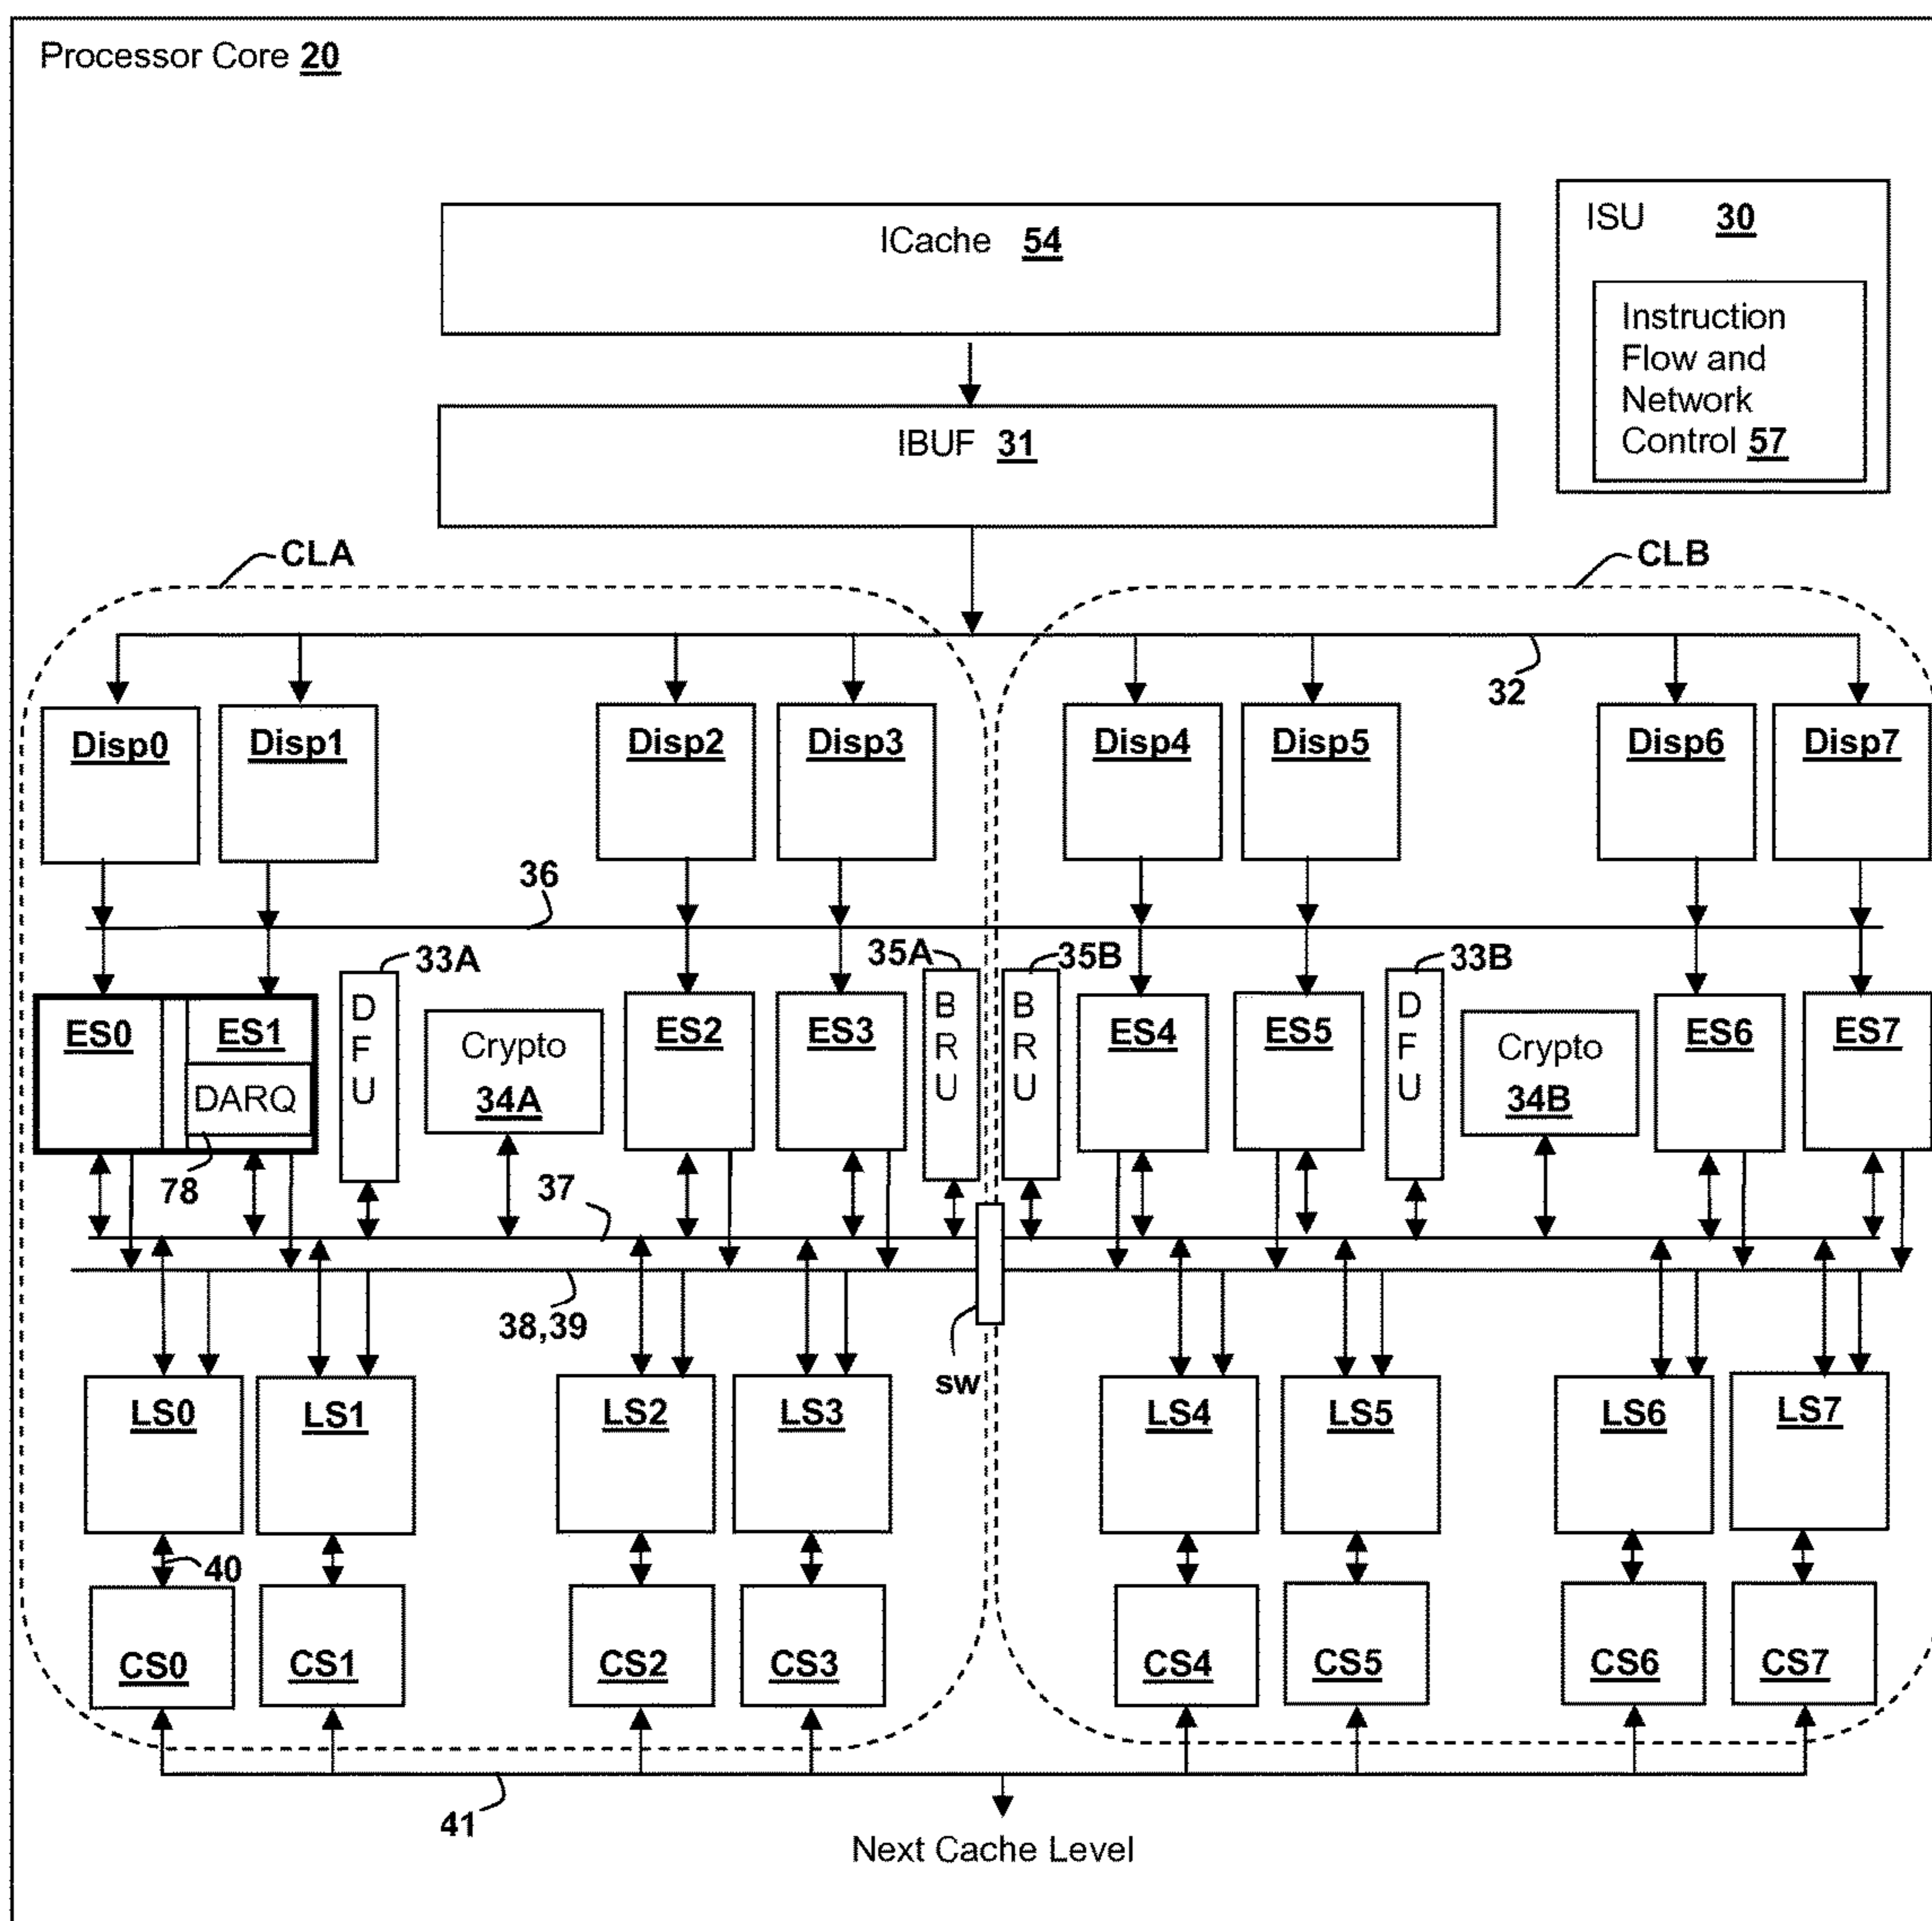 Processor Core 20
ISU 30
ICache 54
Instruction
Flow and
Network
Control 57
IBUF 31
CLA
CLB
32
Disp0
Disp1
Disp2
Disp3
Disp4
Disp5
Disp6
Disp7
36
33A
35A
35B
33B
ES0
ES1
DARQ
78
D
F
U
Crypto
34A
ES2
ES3
B
R
U
B
R
U
ES4
ES5
D
F
U
Crypto
34B
ES6
ES7
37
38,39
sw
LS0
LS1
LS2
LS3
LS4
LS5
LS6
LS7
40
CS0
CS1
CS2
CS3
CS4
CS5
CS6
CS7
41
Next Cache Level